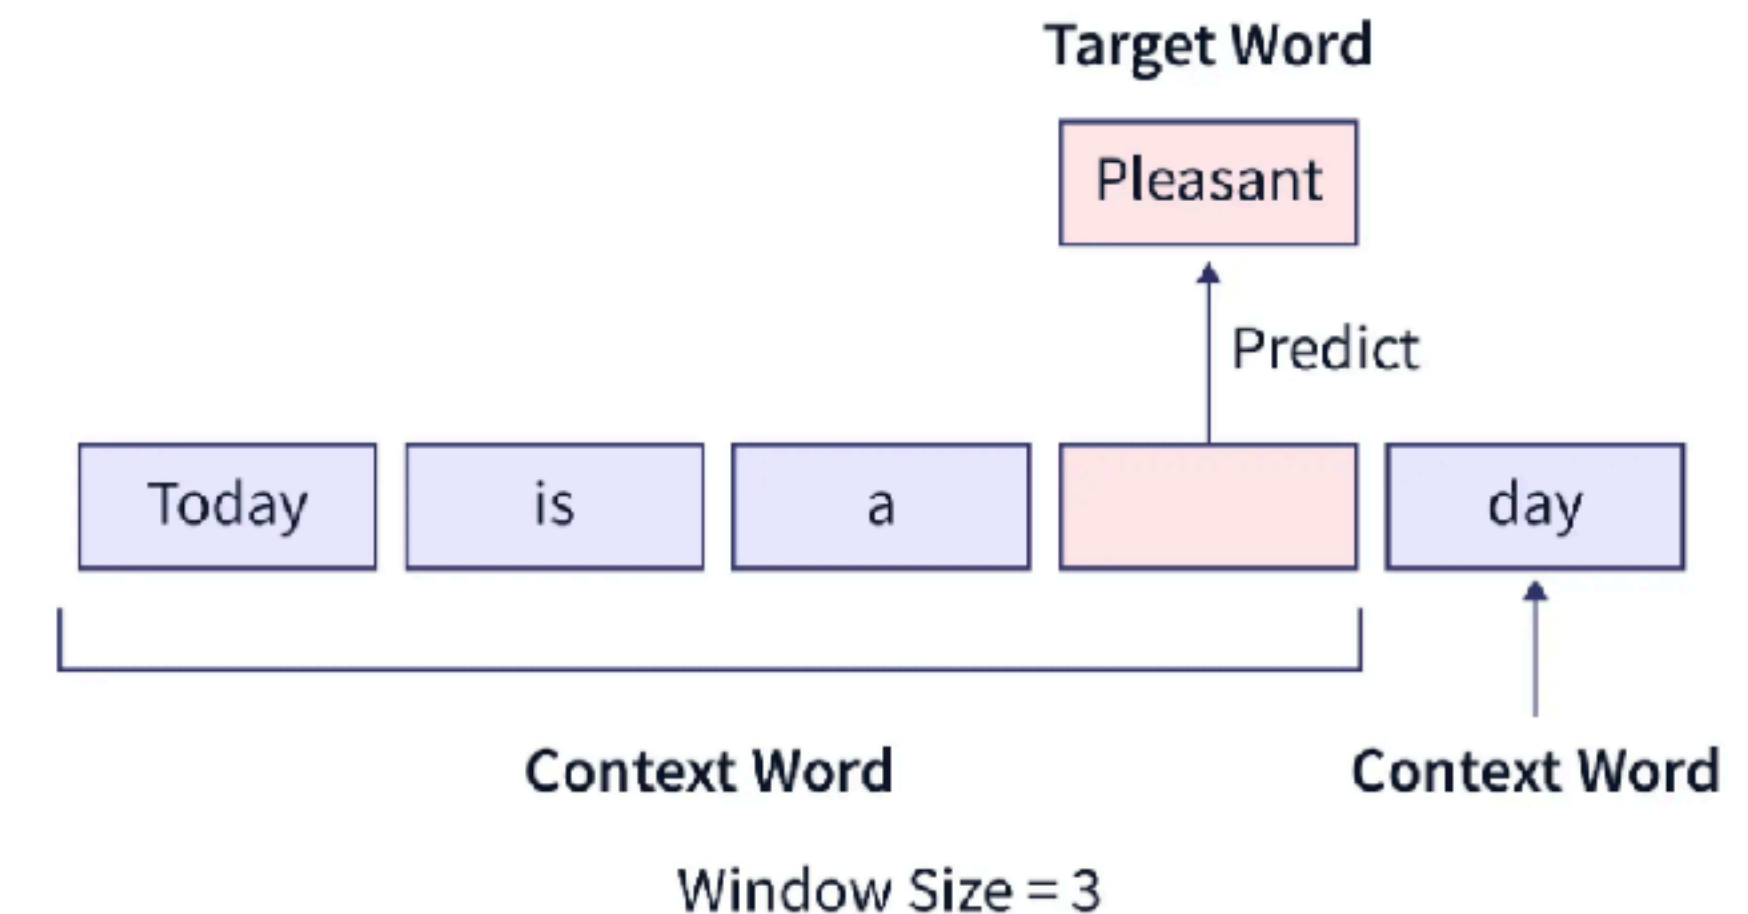 Target Word
Pleasant
Predict
Today is a day
Context Word Context Word
Window Size = 3